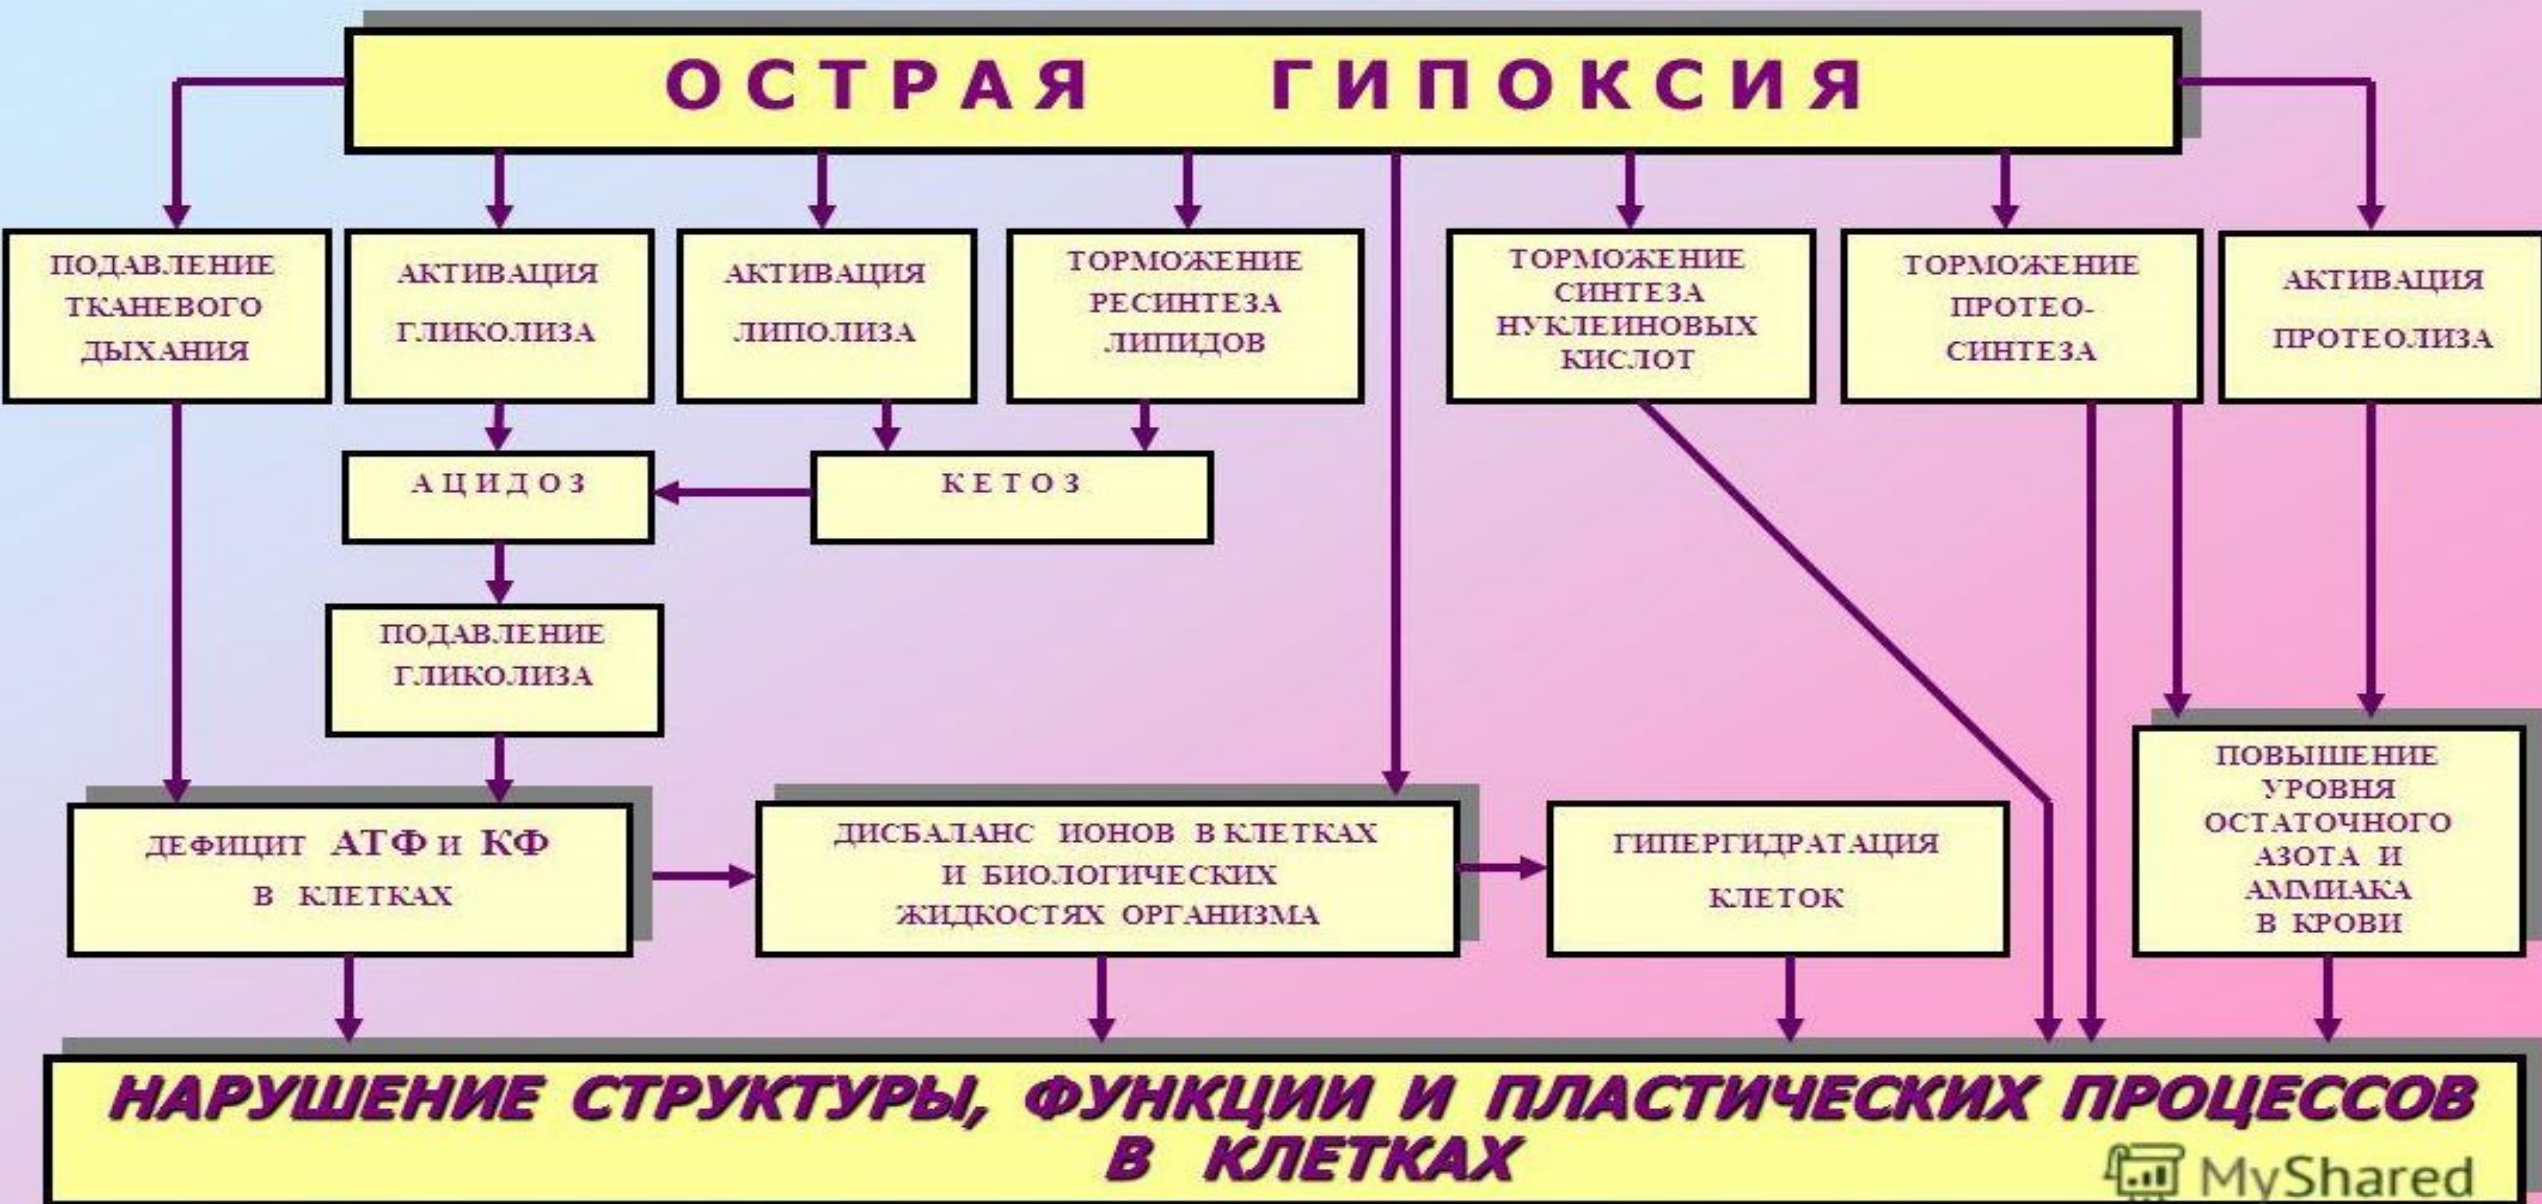 ОСТРАЯ ГИПОКСИЯ
ПОДАВЛЕНИЕ
ТКАНЕВОГО
ДЫХАНИЯ
АКТИВАЦИЯ
ГЛИКОЛИЗА
АКТИВАЦИЯ
ЛИПОЛИЗА
ТОРМОЖЕНИЕ
РЕСИНТЕЗА
ЛИПИДОВ
ТОРМОЖЕНИЕ
СИНТЕЗА
НУКЛЕИНОВЫХ
КИСЛОТ
ТОРМОЖЕНИЕ
ПРОТЕО-
СИНТЕЗА
АКТИВАЦИЯ
ПРОТЕОЛИЗА
АЦИДОЗ
КЕТОЗ
ПОДАВЛЕНИЕ
ГЛИКОЛИЗА
ДЕФИЦИТ АТФ И КФ
В КЛЕТКАХ
ДИСБАЛАНС ИОНОВ В КЛЕТКАХ
И БИОЛОГИЧЕСКИХ
ЖИДКОСТЯХ ОРГАНИЗМА
ГИПЕРГИДРАТАЦИЯ
КЛЕТОК
ПОВЫШЕНИЕ
УРОВНЯ
ОСТАТОЧНОГО
АЗОТА И
АММИАКА
В КРОВИ
НАРУШЕНИЕ СТРУКТУРЫ, ФУНКЦИИ И ПЛАСТИЧЕСКИХ ПРОЦЕССОВ
В КЛЕТКАХ
MyShared